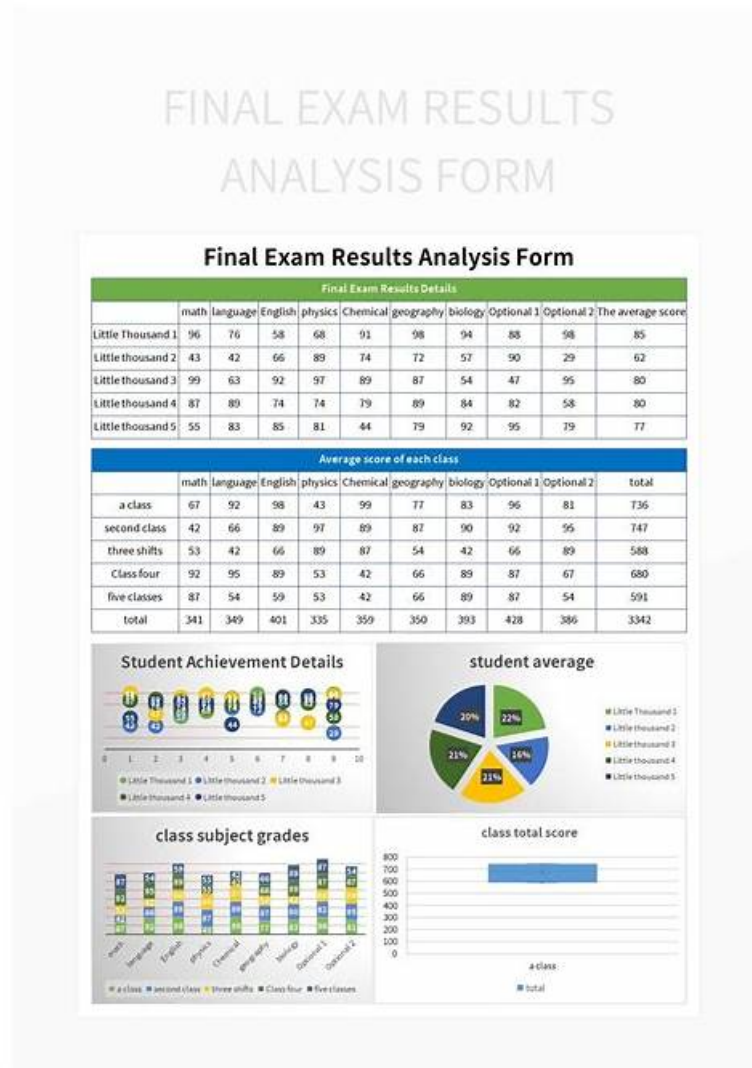 FINAL EXAM RESULTS
ANALYSIS FORM
Final Exam Results Analysis Form
Final Exam Results Details
math language English physics Chemical geography biology Optional 1 Optional 2 The average score
Little Thousand 1 96 76 58 68 91 98 94 88 98 85
Little thousand 2 43 42 66 89 74 72 57 90 29 62
Little thousand 3 99 63 92 97 89 87 54 47 95 80
Little thousand 4 87 89 74 74 79 89 84 82 58 80
Little thousand 5 55 83 85 81 44 79 92 95 79 77
Average score of each class
math language English physics Chemical geography biology Optional 1 Optional 2 total
a class 67 92 98 43 99 77 83 96 81 736
second class 42 66 89 97 89 87 90 92 95 747
three shifts 53 42 66 89 87 54 42 66 89 588
Class four 92 95 89 53 42 66 89 87 67 680
five classes 87 54 59 53 42 66 89 87 54 591
total 341 349 401 335 359 350 393 428 386 3342
Student Achievement Details
0 1 2 3 4 5 6 7 8 9 10
Little Thousand 1 Little thousand 2 Little thousand 3
Little thousand 4 Little thousand 5
student average
20% 22%
21% 16%
21%
Little Thousand 1
Little thousand 2
Little thousand 3
Little thousand 4
Little thousand 5
class subject grades
math language English physics Chemical geography biology Optional 1 Optional 2
a class second class three shifts Class four five classes
class total score
800
700
600
500
400
300
200
100
0
a class
total